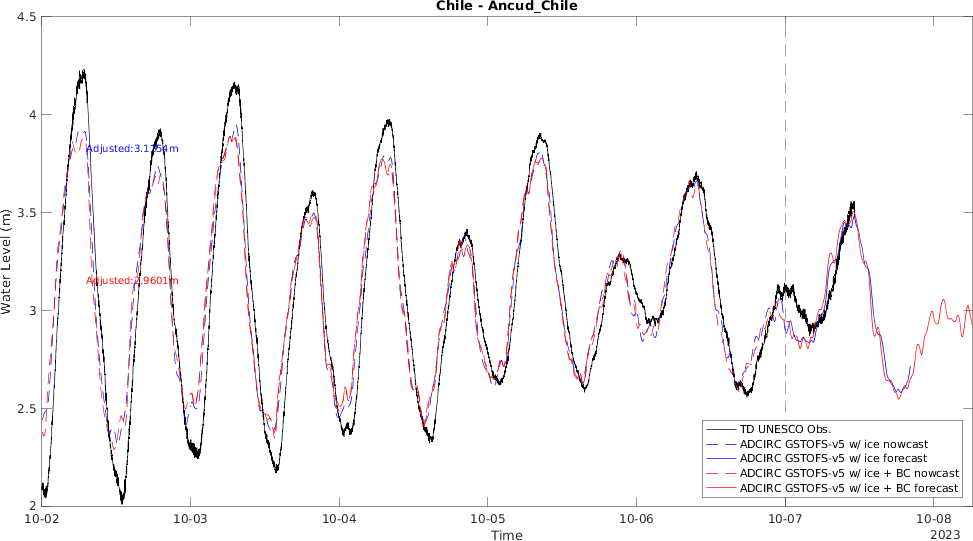 Chile - Ancud_Chile
4.5
4
3.5
3
2.5
2
Water Level (m)
Adjusted:3.1154m
Adjusted:2.9601m
TD UNESCO Obs.
ADCIRC GSTOFS-v5 w/ ice nowcast
ADCIRC GSTOFS-v5 w/ ice forecast
ADCIRC GSTOFS-v5 w/ ice + BC nowcast
ADCIRC GSTOFS-v5 w/ ice + BC forecast
10-02 10-03 10-04 10-05 10-06 10-07 10-08
Time
2023